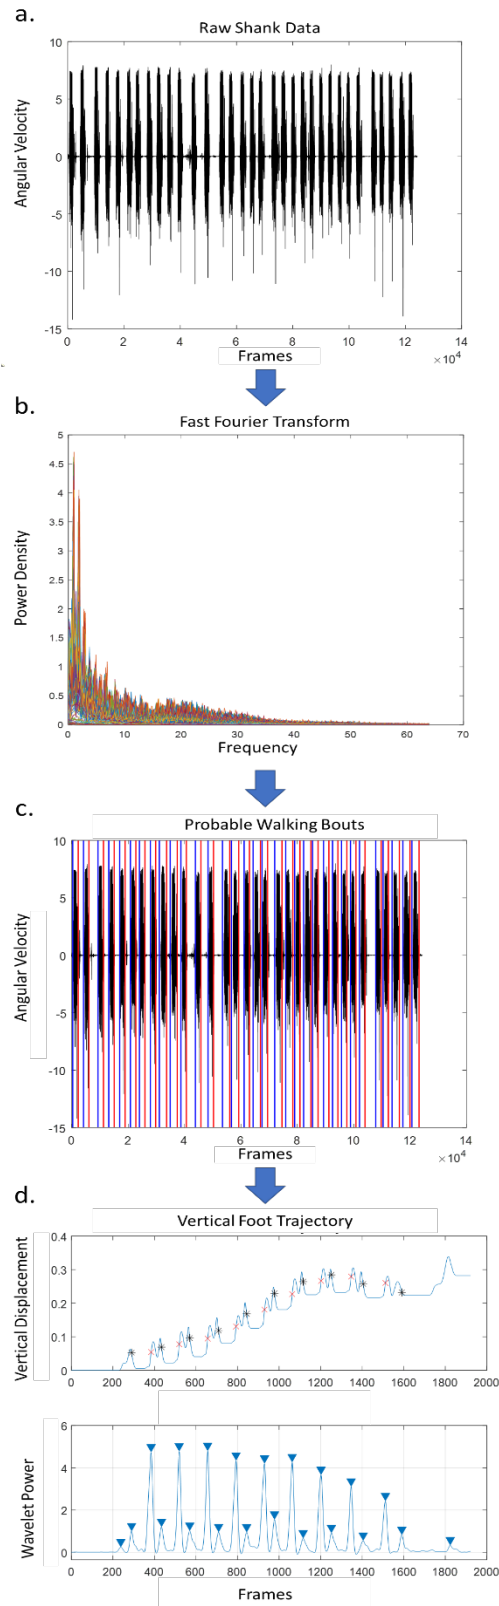 a.
Raw Shank Data
Angular Velocity
10
5
0
-5
-10
-15
0 2 4 6 8 10 12 14
×10⁴
Frames
b.
Fast Fourier Transform
Power Density
5
4.5
4
3.5
3
2.5
2
1.5
1
0.5
0
0 10 20 30 40 50 60 70
Frequency
c.
Probable Walking Bouts
Angular Velocity
10
5
0
-5
-10
-15
0 2 4 6 8 10 12 14
×10⁴
Frames
d.
Vertical Foot Trajectory
Vertical Displacement
0.4
0.3
0.2
0.1
0
0 200 400 600 800 1000 1200 1400 1600 1800 2000
Wavelet Power
6
4
2
0
0 200 400 600 800 1000 1200 1400 1600 1800 2000
Frames